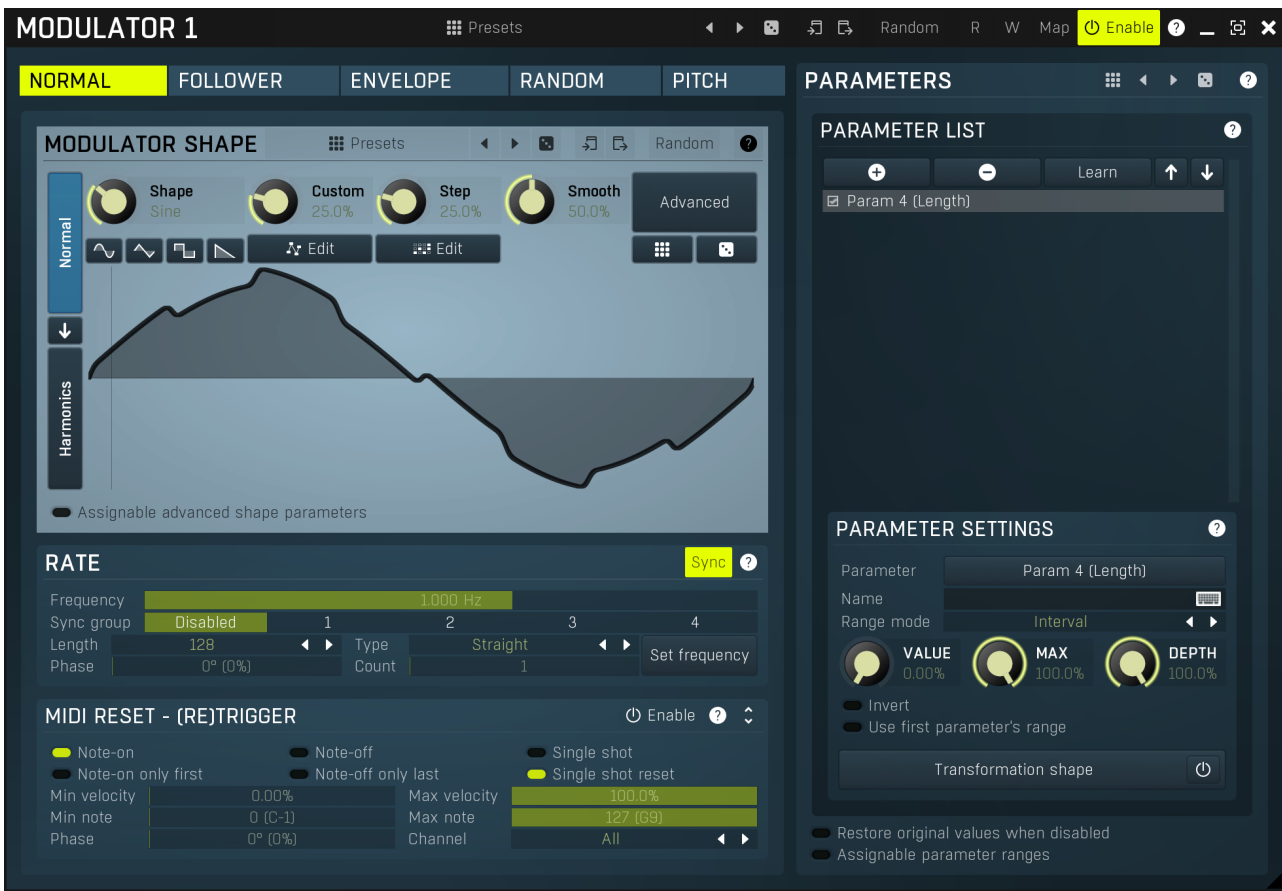 MODULATOR 1 Presets Random R W Map Enable ?
NORMAL FOLLOWER ENVELOPE RANDOM PITCH
MODULATOR SHAPE Presets Random ?
Normal
Harmonics
Shape Custom Step Smooth
Sine 25.0% 25.0% 50.0%
Advanced
Edit Edit
Assignable advanced shape parameters
RATE Sync ?
Frequency 1.000 Hz
Sync group Disabled 1 2 3 4
Length 128 Type Straight
Phase 0° (0%) Count 1
Set frequency
MIDI RESET - (RE)TRIGGER Enable ?
Note-on Note-off Single shot
Note-on only first Note-off only last Single shot reset
Min velocity 0.00% Max velocity 100.0%
Min note 0 (C-1) Max note 127 (G9)
Phase 0° (0%) Channel All
PARAMETERS ?
PARAMETER LIST ?
Learn
Param 4 (Length)
PARAMETER SETTINGS ?
Parameter Param 4 (Length)
Name
Range mode Interval
VALUE MAX DEPTH
0.00% 100.0% 100.0%
Invert
Use first parameter's range
Transformation shape
Restore original values when disabled
Assignable parameter ranges